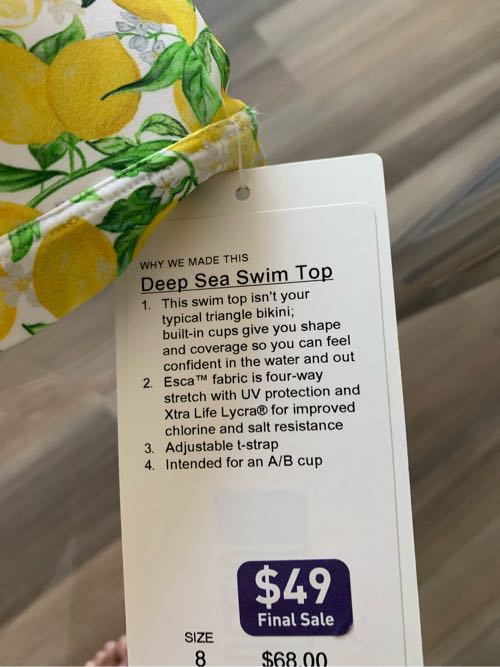 WHY WE MADE THIS
Deep Sea Swim Top
1. This swim top isn't your
typical triangle bikini;
built-in cups give you shape
and coverage so you can feel
confident in the water and out
2. Esca™ fabric is four-way
stretch with UV protection and
Xtra Life Lycra® for improved
chlorine and salt resistance
3. Adjustable t-strap
4. Intended for an A/B cup
$49
Final Sale
SIZE
8 $68.00